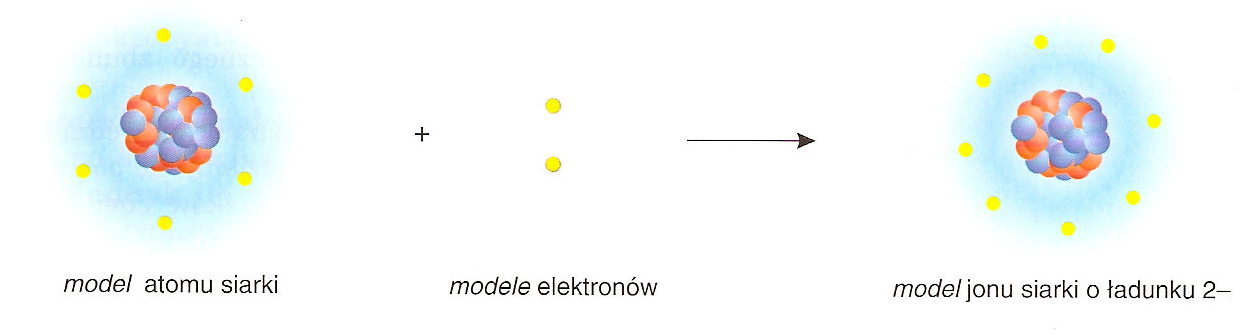 +
model atomu siarki
modele elektronów
model jonu siarki o ładunku 2–